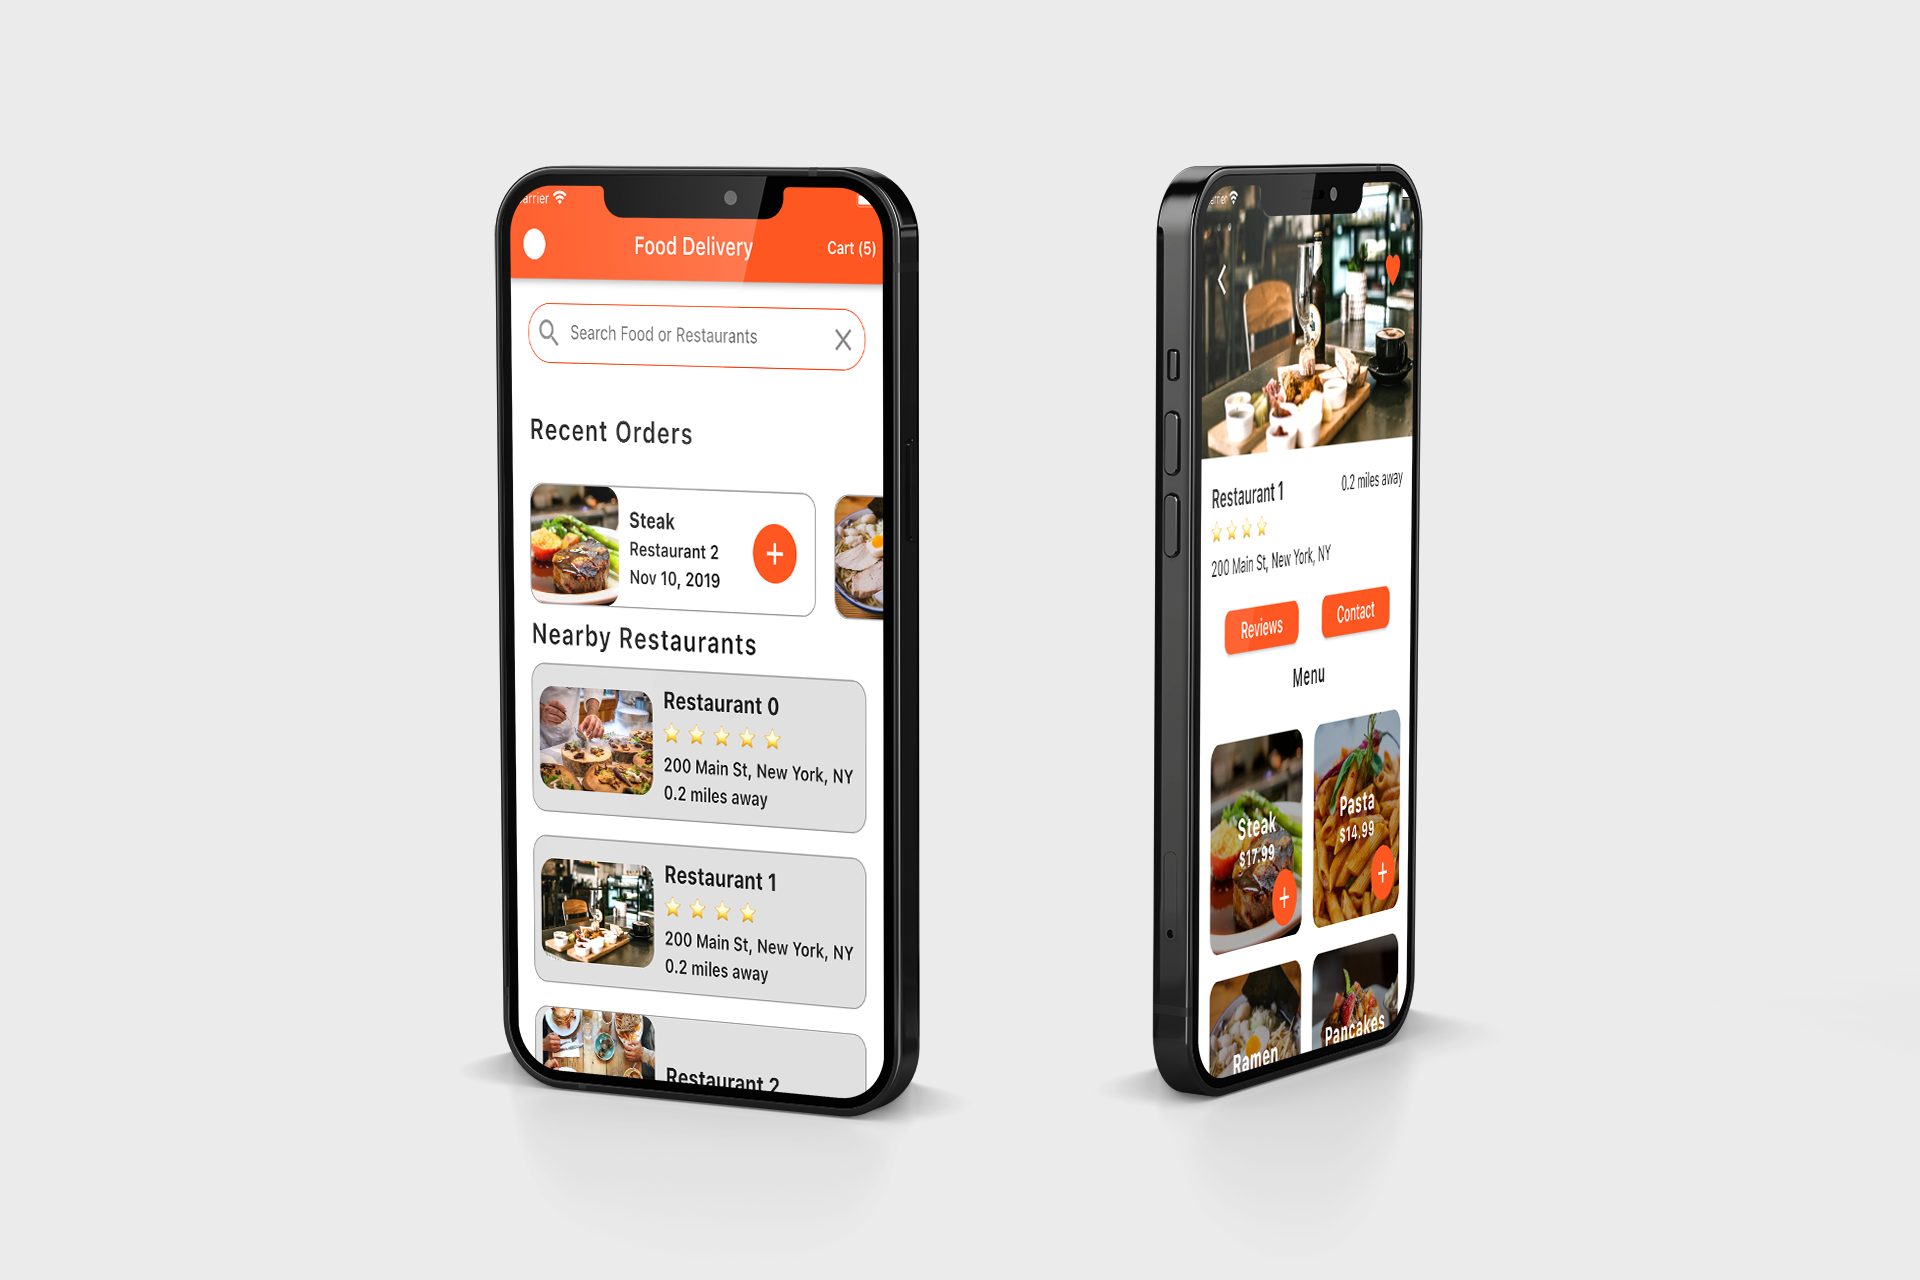 arrier
Food Delivery
Cart (5)
Search Food or Restaurants
Recent Orders
Steak
Restaurant 2
Nov 10, 2019
Nearby Restaurants
Restaurant 0
200 Main St, New York, NY
0.2 miles away
Restaurant 1
200 Main St, New York, NY
0.2 miles away
Restaurant 2
arrier
Restaurant 1
0.2 miles away
200 Main St, New York, NY
Reviews
Contact
Menu
Steak
$17.99
Pasta
$14.99
Ramen
Pancakes